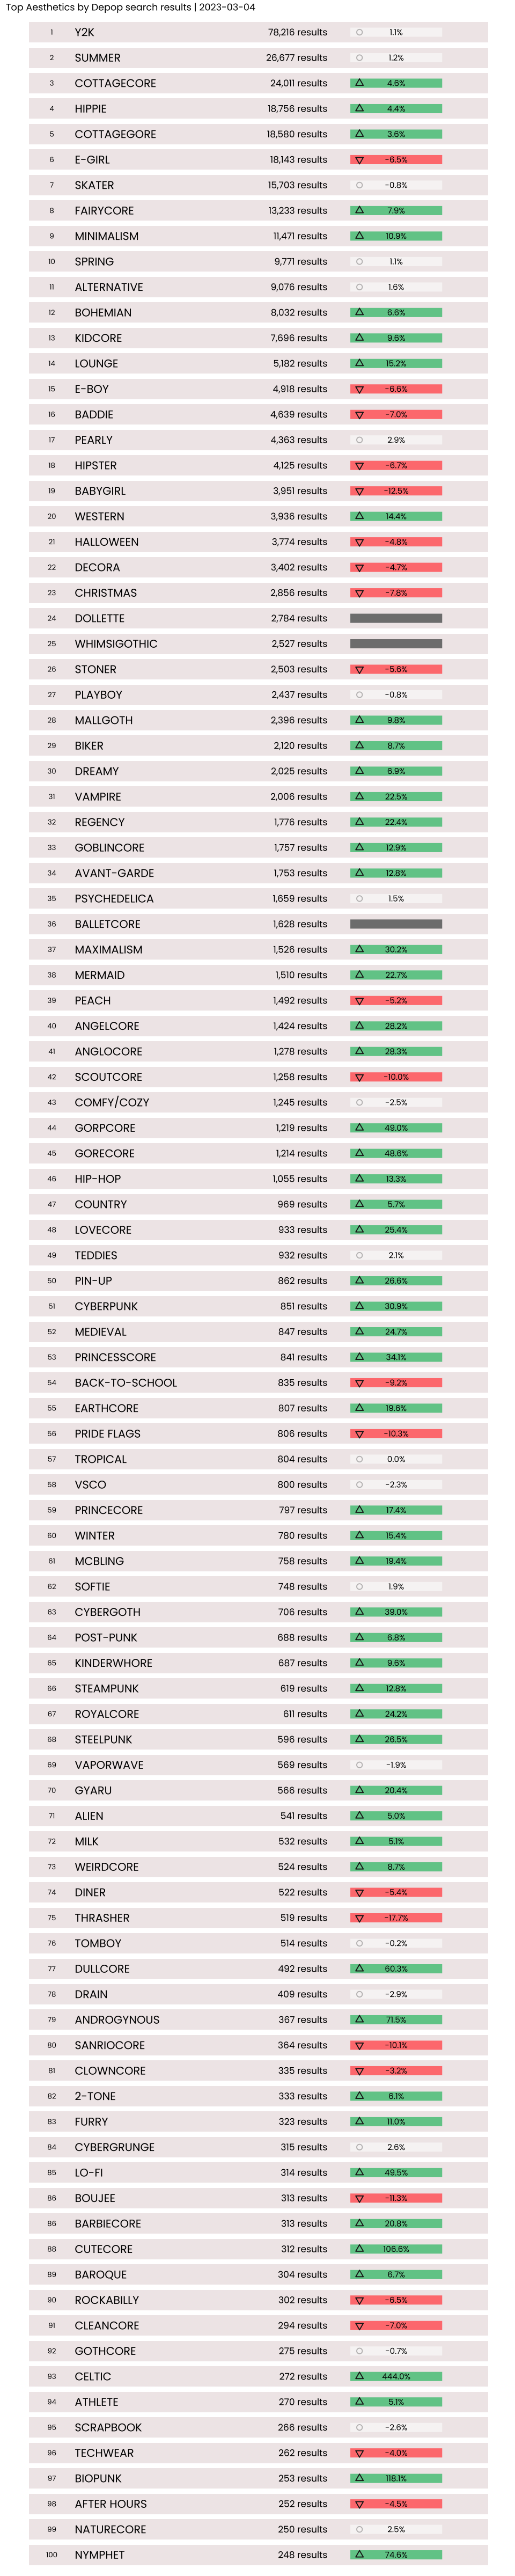 Top Aesthetics by Depop search results | 2023-03-04
1 Y2K 78,216 results 1.1%
2 SUMMER 26,677 results 1.2%
3 COTTAGECORE 24,011 results 4.6%
4 HIPPIE 18,756 results 4.4%
5 COTTAGEGORE 18,580 results 3.6%
6 E-GIRL 18,143 results -6.5%
7 SKATER 15,703 results -0.8%
8 FAIRYCORE 13,233 results 7.9%
9 MINIMALISM 11,471 results 10.9%
10 SPRING 9,771 results 1.1%
11 ALTERNATIVE 9,076 results 1.6%
12 BOHEMIAN 8,032 results 6.6%
13 KIDCORE 7,696 results 9.6%
14 LOUNGE 5,182 results 15.2%
15 E-BOY 4,918 results -6.6%
16 BADDIE 4,639 results -7.0%
17 PEARLY 4,363 results 2.9%
18 HIPSTER 4,125 results -6.7%
19 BABYGIRL 3,951 results -12.5%
20 WESTERN 3,936 results 14.4%
21 HALLOWEEN 3,774 results -4.8%
22 DECORA 3,402 results -4.7%
23 CHRISTMAS 2,856 results -7.8%
24 DOLLETTE 2,784 results
25 WHIMSIGOTHIC 2,527 results
26 STONER 2,503 results -5.6%
27 PLAYBOY 2,437 results -0.8%
28 MALLGOTH 2,396 results 9.8%
29 BIKER 2,120 results 8.7%
30 DREAMY 2,025 results 6.9%
31 VAMPIRE 2,006 results 22.5%
32 REGENCY 1,776 results 22.4%
33 GOBLINCORE 1,757 results 12.9%
34 AVANT-GARDE 1,753 results 12.8%
35 PSYCHEDELICA 1,659 results 1.5%
36 BALLETCORE 1,628 results
37 MAXIMALISM 1,526 results 30.2%
38 MERMAID 1,510 results 22.7%
39 PEACH 1,492 results -5.2%
40 ANGELCORE 1,424 results 28.2%
41 ANGLOCORE 1,278 results 28.3%
42 SCOUTCORE 1,258 results -10.0%
43 COMFY/COZY 1,245 results -2.5%
44 GORPCORE 1,219 results 49.0%
45 GORECORE 1,214 results 48.6%
46 HIP-HOP 1,055 results 13.3%
47 COUNTRY 969 results 5.7%
48 LOVECORE 933 results 25.4%
49 TEDDIES 932 results 2.1%
50 PIN-UP 862 results 26.6%
51 CYBERPUNK 851 results 30.9%
52 MEDIEVAL 847 results 24.7%
53 PRINCESSCORE 841 results 34.1%
54 BACK-TO-SCHOOL 835 results -9.2%
55 EARTHCORE 807 results 19.6%
56 PRIDE FLAGS 806 results -10.3%
57 TROPICAL 804 results 0.0%
58 VSCO 800 results -2.3%
59 PRINCECORE 797 results 17.4%
60 WINTER 780 results 15.4%
61 MCBLING 758 results 19.4%
62 SOFTIE 748 results 1.9%
63 CYBERGOTH 706 results 39.0%
64 POST-PUNK 688 results 6.8%
65 KINDERWHORE 687 results 9.6%
66 STEAMPUNK 619 results 12.8%
67 ROYALCORE 611 results 24.2%
68 STEELPUNK 596 results 26.5%
69 VAPORWAVE 569 results -1.9%
70 GYARU 566 results 20.4%
71 ALIEN 541 results 5.0%
72 MILK 532 results 5.1%
73 WEIRDCORE 524 results 8.7%
74 DINER 522 results -5.4%
75 THRASHER 519 results -17.7%
76 TOMBOY 514 results -0.2%
77 DULLCORE 492 results 60.3%
78 DRAIN 409 results -2.9%
79 ANDROGYNOUS 367 results 71.5%
80 SANRIOCORE 364 results -10.1%
81 CLOWNCORE 335 results -3.2%
82 2-TONE 333 results 6.1%
83 FURRY 323 results 11.0%
84 CYBERGRUNGE 315 results 2.6%
85 LO-FI 314 results 49.5%
86 BOUJEE 313 results -11.3%
86 BARBIECORE 313 results 20.8%
88 CUTECORE 312 results 106.6%
89 BAROQUE 304 results 6.7%
90 ROCKABILLY 302 results -6.5%
91 CLEANCORE 294 results -7.0%
92 GOTHCORE 275 results -0.7%
93 CELTIC 272 results 444.0%
94 ATHLETE 270 results 5.1%
95 SCRAPBOOK 266 results -2.6%
96 TECHWEAR 262 results -4.0%
97 BIOPUNK 253 results 118.1%
98 AFTER HOURS 252 results -4.5%
99 NATURECORE 250 results 2.5%
100 NYMPHET 248 results 74.6%